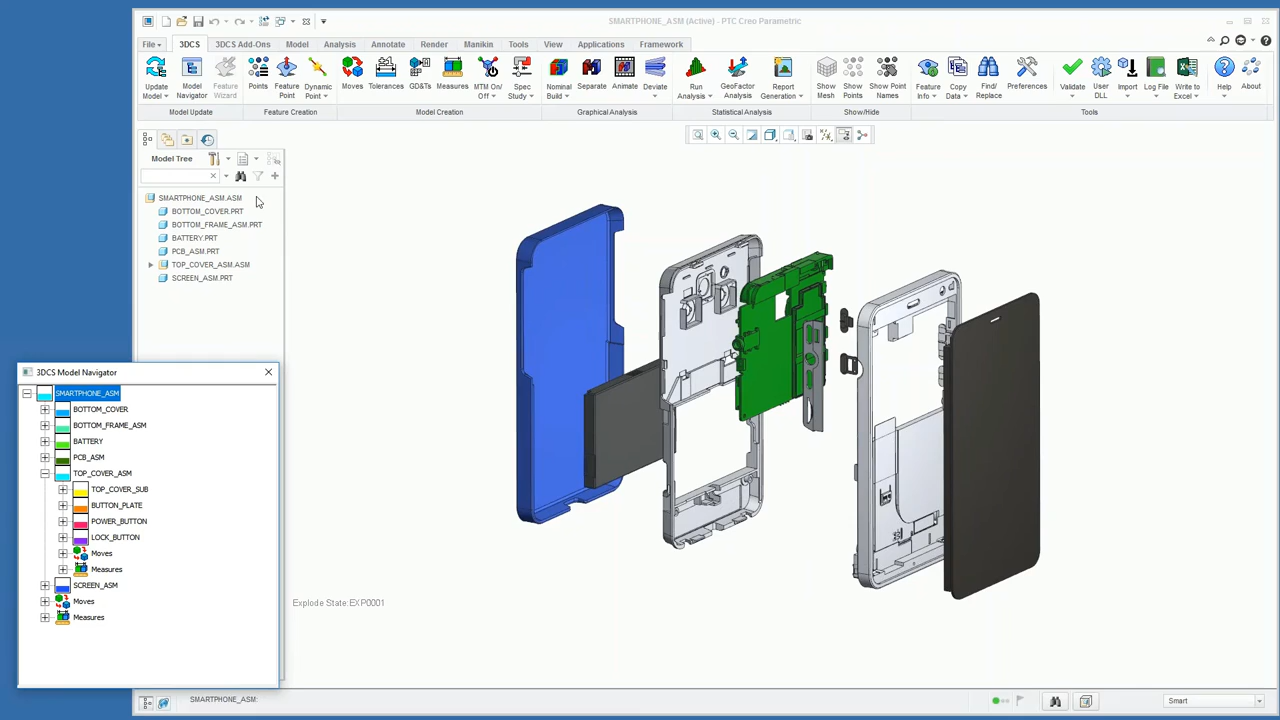 SMARTPHONE_ASM (Active) - PTC Creo Parametric
File 3DCS 3DCS Add-Ons Model Analysis Annotate Render Manikin Tools View Applications Framework
Update Model Model Navigator Feature Wizard Points Feature Point Dynamic Point Moves Tolerances GD&Ts Measures MTM On/Off Spec Study Nominal Build Separate Animate Deviate Run Analysis GeoFactor Analysis Report Generation Show Mesh Show Points Show Point Names Feature Info Copy Data Find/Replace Preferences Validate User DLL Import Log File Write to Excel Help About
Model Update Feature Creation Model Creation Graphical Analysis Statistical Analysis Show/Hide Tools
Model Tree
SMARTPHONE_ASM.ASM
BOTTOM_COVER.PRT
BOTTOM_FRAME_ASM.PRT
BATTERY.PRT
PCB_ASM.PRT
TOP_COVER_ASM.ASM
SCREEN_ASM.PRT
3DCS Model Navigator
SMARTPHONE_ASM
BOTTOM_COVER
BOTTOM_FRAME_ASM
BATTERY
PCB_ASM
TOP_COVER_ASM
TOP_COVER_SUB
BUTTON_PLATE
POWER_BUTTON
LOCK_BUTTON
Moves
Measures
SCREEN_ASM
Moves
Measures
Explode State:EXP0001
SMARTPHONE_ASM:
Smart